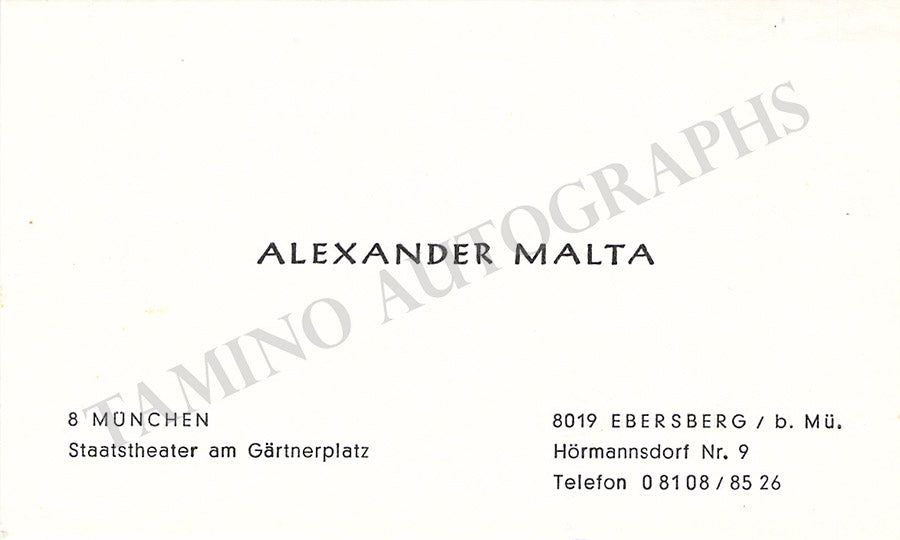 ALEXANDER MALTA
8 MÜNCHEN
Staatstheater am Gärtnerplatz
8019 EBERSBERG / b. Mü.
Hörmannsdorf Nr. 9
Telefon 0 81 08 / 85 26
TAMINO AUTOGRAPHS